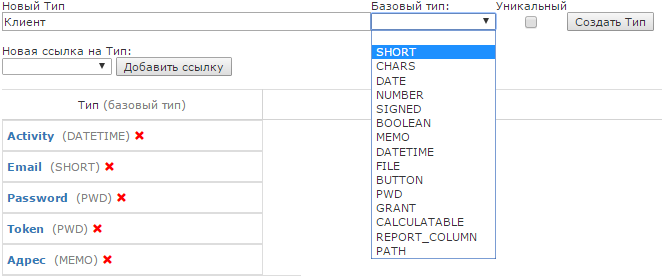 Новый Тип Базовый тип: Уникальный
Клиент Создать Тип
Новая ссылка на Тип:
Добавить ссылку
SHORT
CHARS
DATE
NUMBER
SIGNED
BOOLEAN
MEMO
DATETIME
FILE
BUTTON
PWD
GRANT
CALCULATABLE
REPORT_COLUMN
PATH
Тип (базовый тип)
Activity (DATETIME)
Email (SHORT)
Password (PWD)
Token (PWD)
Адрес (MEMO)